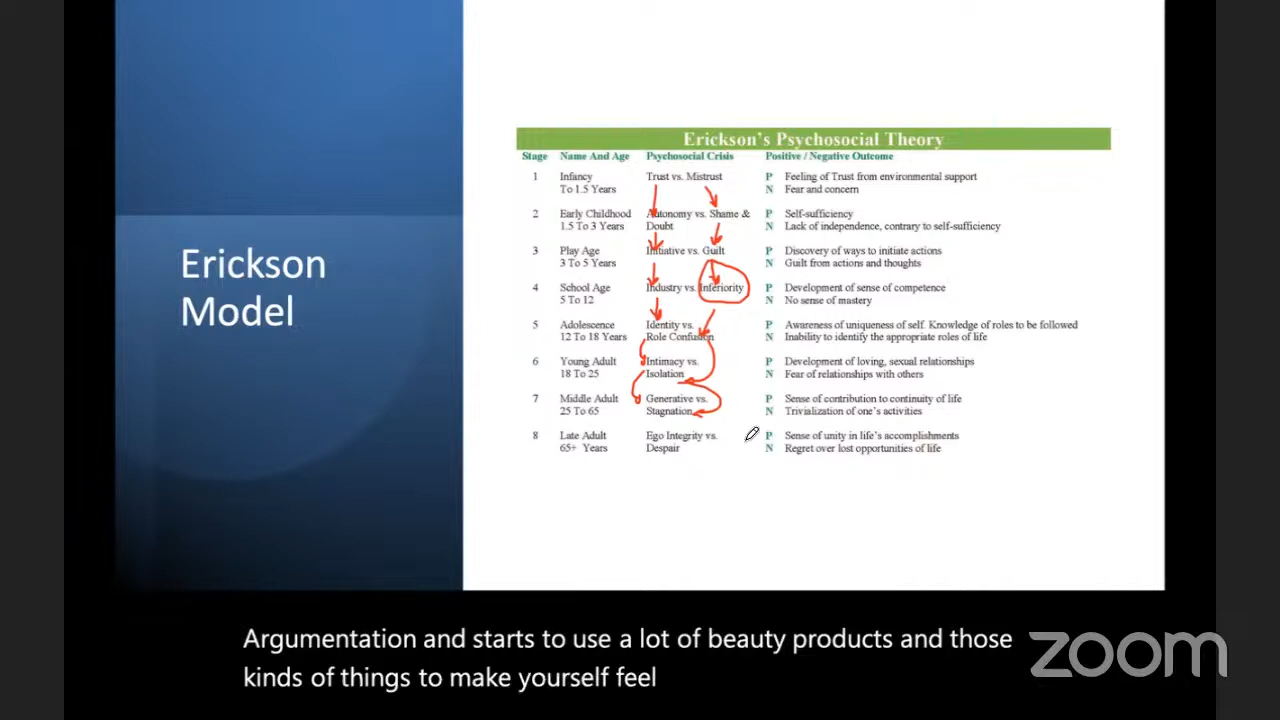 Erickson
Model
Erickson's Psychosocial Theory
Stage Name And Age Psychosocial Crisis Positive / Negative Outcome
1 Infancy Trust vs. Mistrust P Feeling of Trust from environmental support
To 1.5 Years N Fear and concern
2 Early Childhood Autonomy vs. Shame & P Self-sufficiency
1.5 To 3 Years Doubt N Lack of independence, contrary to self-sufficiency
3 Play Age Initiative vs. Guilt P Discovery of ways to initiate actions
3 To 5 Years N Guilt from actions and thoughts
4 School Age Industry vs. Inferiority P Development of sense of competence
5 To 12 N No sense of mastery
5 Adolescence Identity vs. P Awareness of uniqueness of self. Knowledge of roles to be followed
12 To 18 Years Role Confusion N Inability to identify the appropriate roles of life
6 Young Adult Intimacy vs. P Development of loving, sexual relationships
18 To 25 Isolation N Fear of relationships with others
7 Middle Adult Generative vs. P Sense of contribution to continuity of life
25 To 65 Stagnation N Trivialization of one's activities
8 Late Adult Ego Integrity vs. P Sense of unity in life's accomplishments
65+ Years Despair N Regret over lost opportunities of life
Argumentation and starts to use a lot of beauty products and those
kinds of things to make yourself feel
zoom